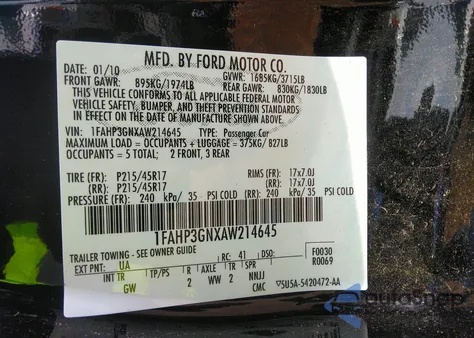 MFD. BY FORD MOTOR CO.
DATE: 01/10 GVWR: 1685KG/3715LB
FRONT GAWR: 895KG/1974LB REAR GAWR: 830KG/1830LB
THIS VEHICLE CONFORMS TO ALL APPLICABLE FEDERAL MOTOR
VEHICLE SAFETY, BUMPER, AND THEFT PREVENTION STANDARDS
IN EFFECT ON THE DATE OF MANUFACTURE SHOWN ABOVE.
VIN: 1FAHP3GNXAW214645 TYPE: Passenger Car
MAXIMUM LOAD = OCCUPANTS + LUGGAGE = 375KG/ 827LB
OCCUPANTS = 5 TOTAL: 2 FRONT, 3 REAR
TIRE (FR): P215/45R17 RIMS (FR): 17x7.0J
(RR): P215/45R17 (RR): 17x7.0J
PRESSURE (FR): 240 kPa/ 35 PSI COLD (RR): 240 kPa/ 35 PSI COLD
1FAHP3GNXAW214645
TRAILER TOWING - SEE OWNER GUIDE F0030
EXT PNT: UA RC: 41 DSO: R0069
INT TR TP/PS R AXLE TR SPR
GW 2 WW 2 NNJJ
CMC 5U5A-5420472-AA
autosnap